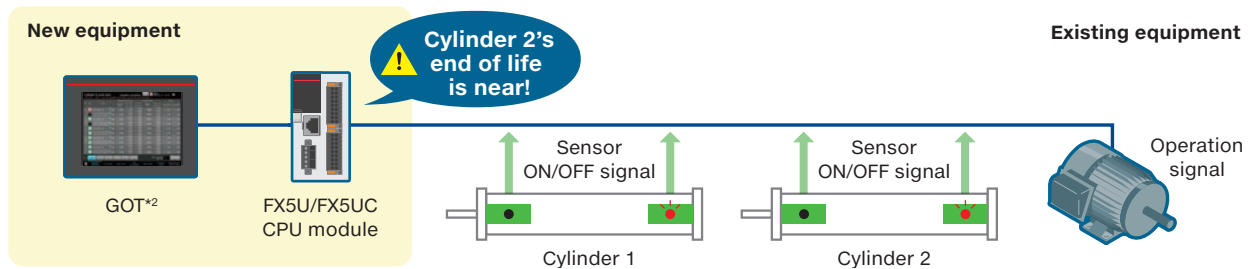 New equipment
Cylinder 2's
end of life
is near!
Existing equipment
Sensor
ON/OFF signal
Sensor
ON/OFF signal
Operation
signal
GOT*2
FX5U/FX5UC
CPU module
Cylinder 1
Cylinder 2